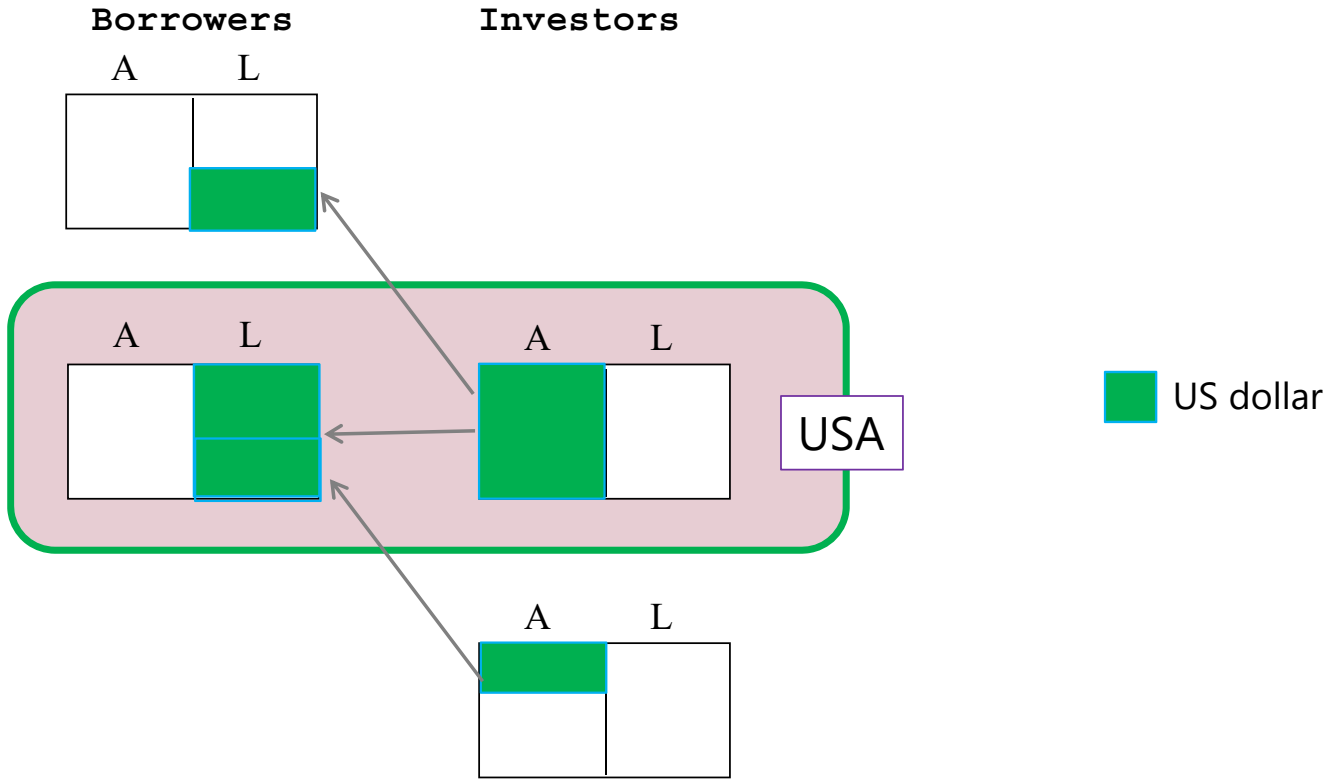 Borrowers Investors
A L
A L A L
USA
US dollar
A L